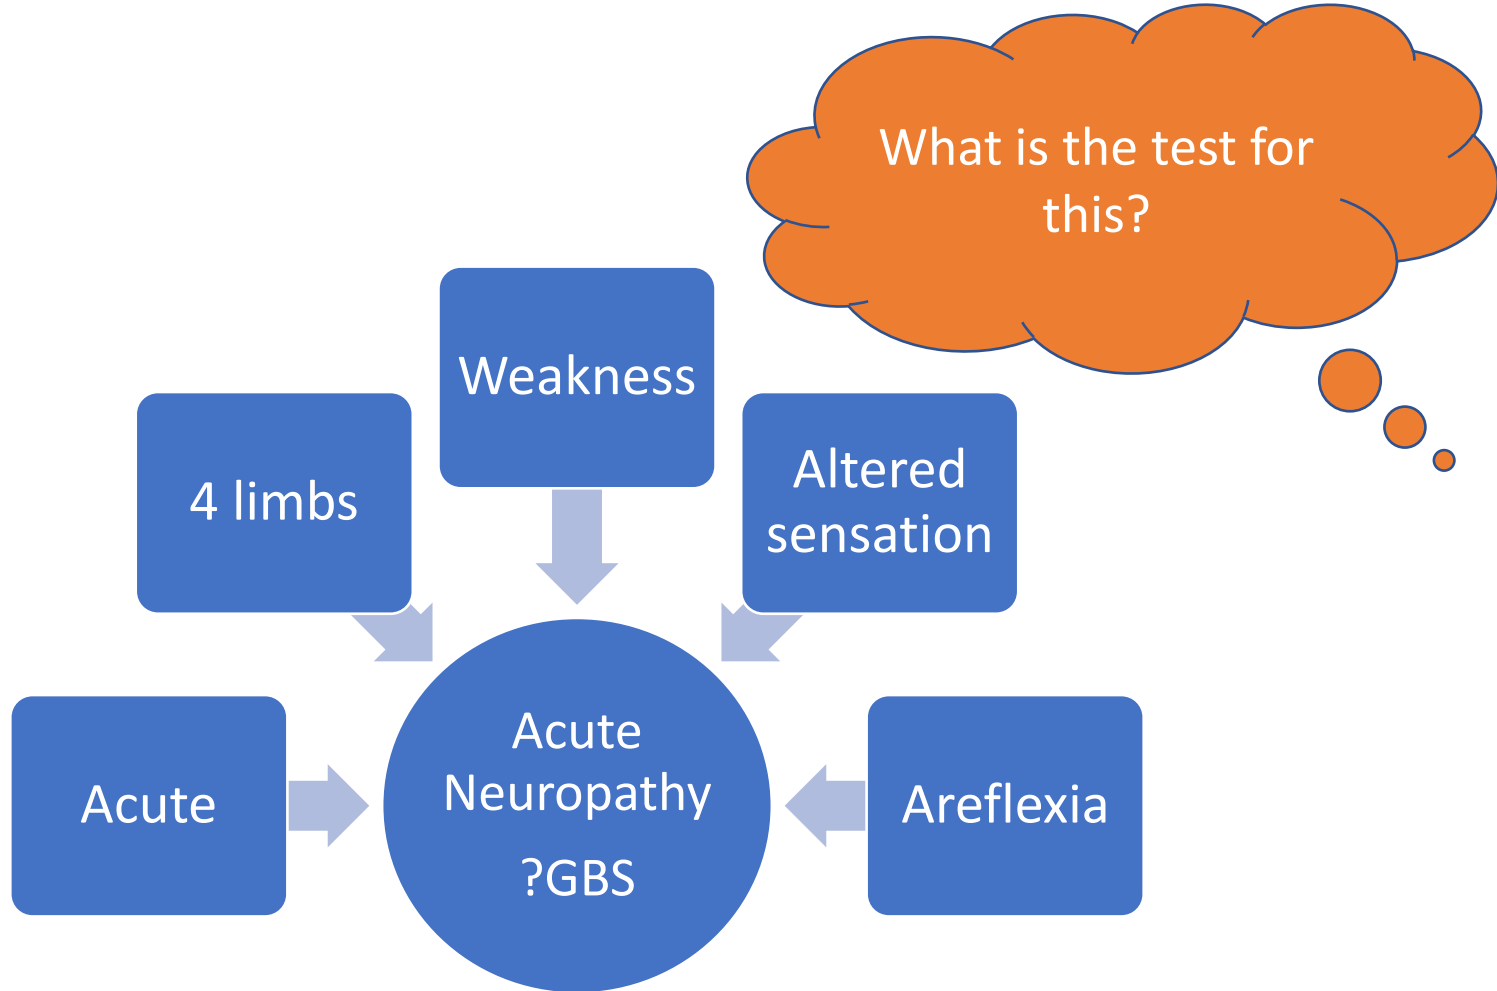 What is the test for
this?
Weakness
4 limbs
Altered
sensation
Acute
Acute
Neuropathy
?GBS
Areflexia